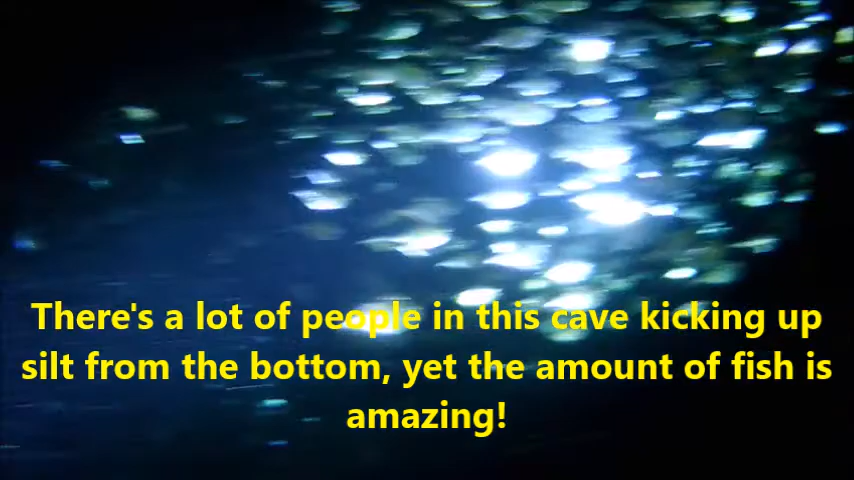 There's a lot of people in this cave kicking up
silt from the bottom, yet the amount of fish is
amazing!